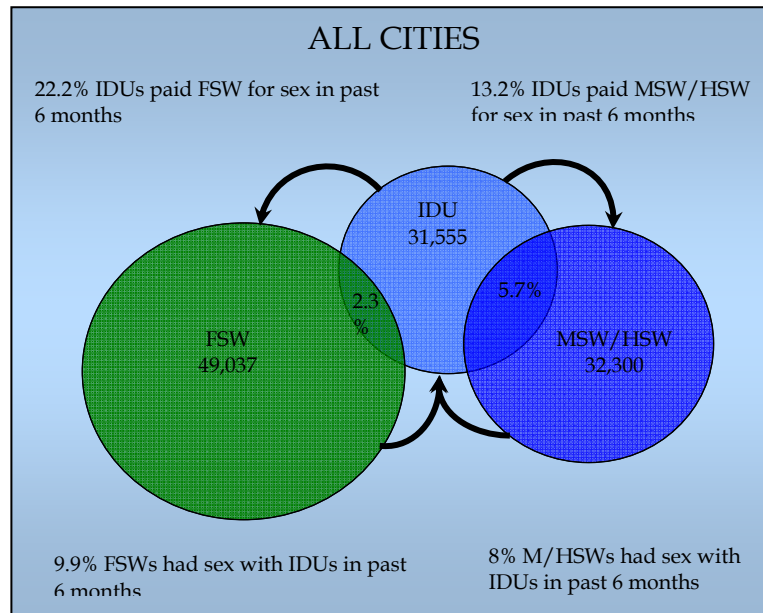 ALL CITIES
22.2% IDUs paid FSW for sex in past
6 months
13.2% IDUs paid MSW/HSW
for sex in past 6 months
IDU
31,555
5.7%
2.3
%
FSW
49,037
MSW/HSW
32,300
9.9% FSWs had sex with IDUs in past
6 months
8% M/HSWs had sex with
IDUs in past 6 months